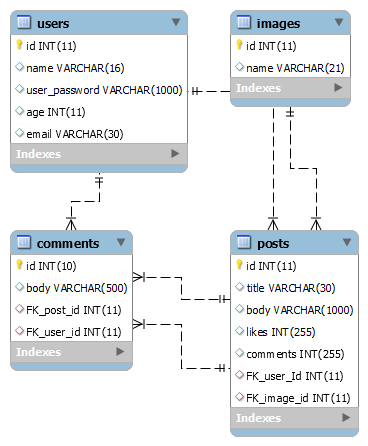 users
id INT(11)
name VARCHAR(16)
user_password VARCHAR(1000)
age INT(11)
email VARCHAR(30)
Indexes
images
id INT(11)
name VARCHAR(21)
Indexes
comments
id INT(10)
body VARCHAR(500)
FK_post_id INT(11)
FK_user_id INT(11)
Indexes
posts
id INT(11)
title VARCHAR(30)
body VARCHAR(1000)
likes INT(255)
comments INT(255)
FK_user_Id INT(11)
FK_image_id INT(11)
Indexes